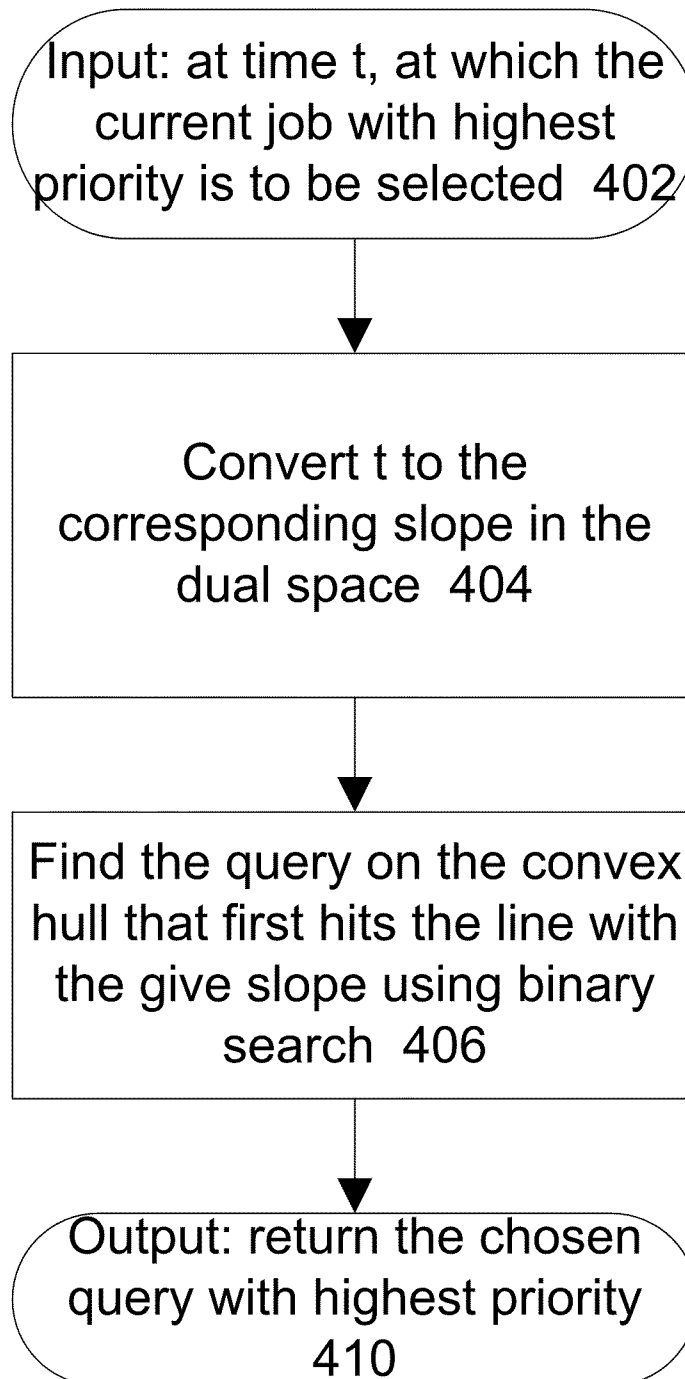 Input: at time t, at which the
current job with highest
priority is to be selected  402
Convert t to the
corresponding slope in the
dual space  404
Find the query on the convex
hull that first hits the line with
the give slope using binary
search  406
Output: return the chosen
query with highest priority
410